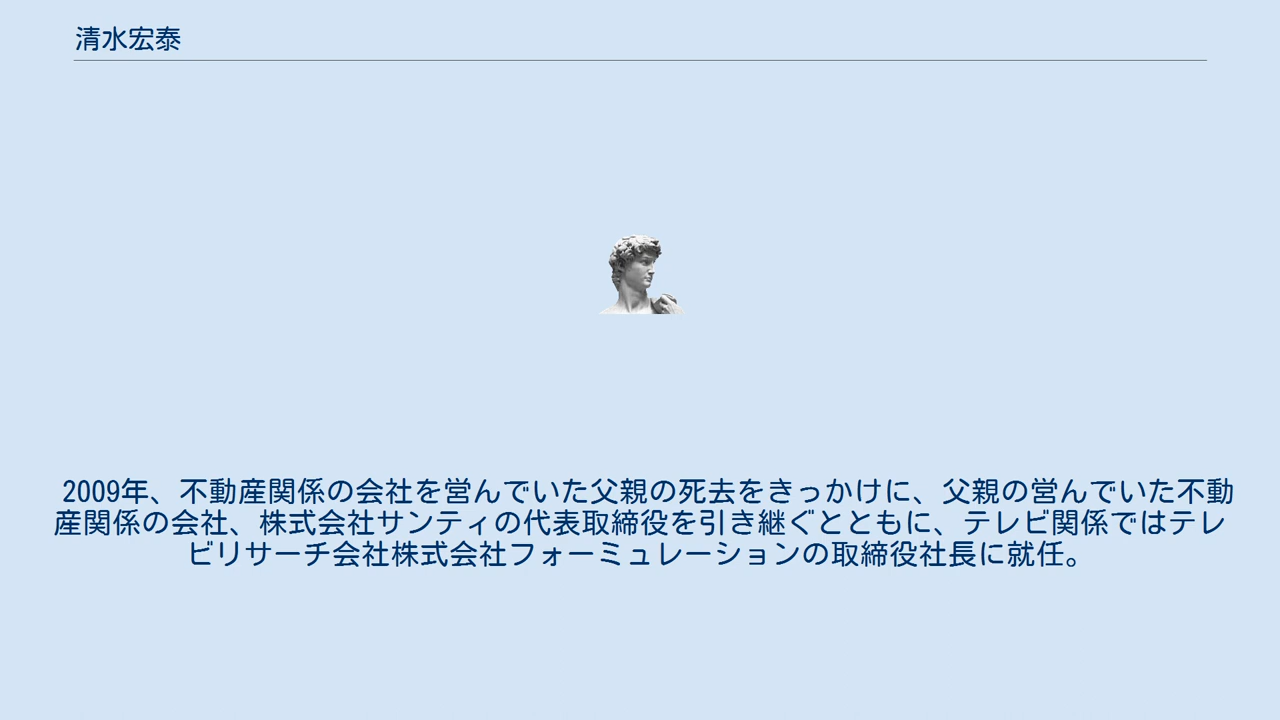 清水宏泰
2009年、不動産関係の会社を営んでいた父親の死去をきっかけに、父親の営んでいた不動
産関係の会社、株式会社サンティの代表取締役を引き継ぐとともに、テレビ関係ではテレ
ビリサーチ会社株式会社フォーミュレーションの取締役社長に就任。